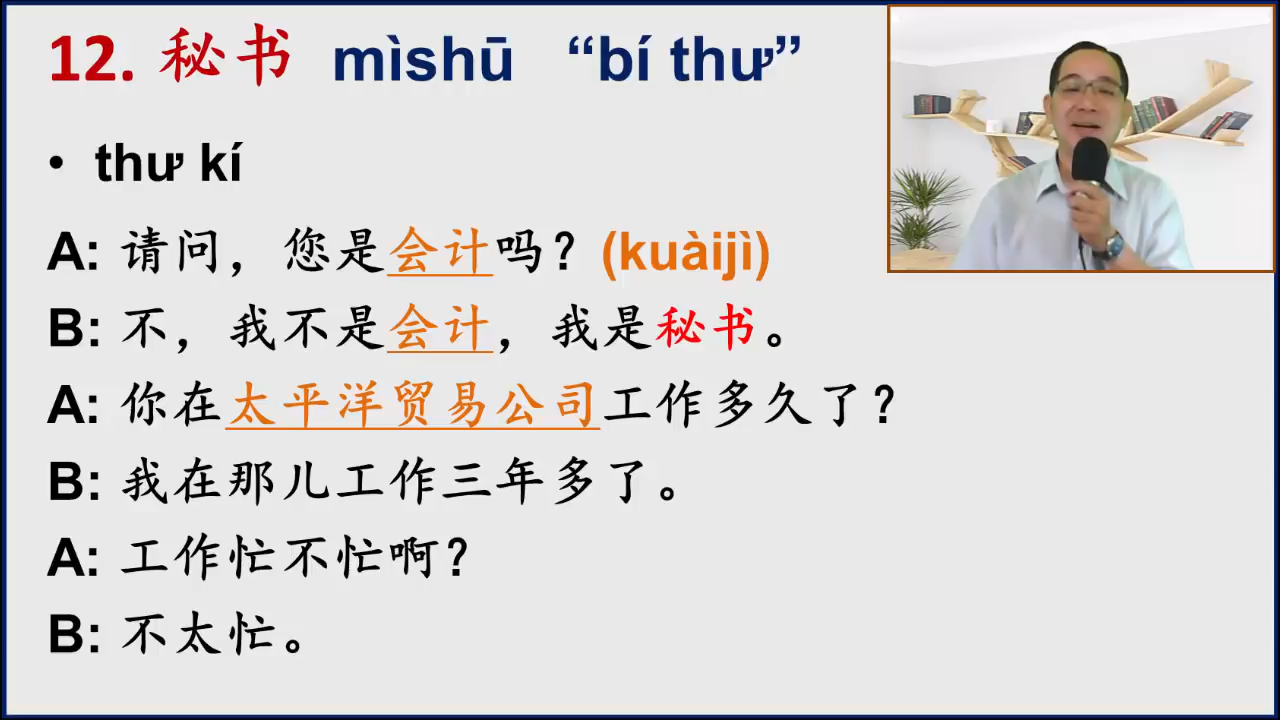 12. 秘书 mìshū “bí thư”
• thư kí
A: 请问，您是会计吗？(kuàijì)
B: 不，我不是会计，我是秘书。
A: 你在太平洋贸易公司工作多久了？
B: 我在那儿工作三年多了。
A: 工作忙不忙啊？
B: 不太忙。